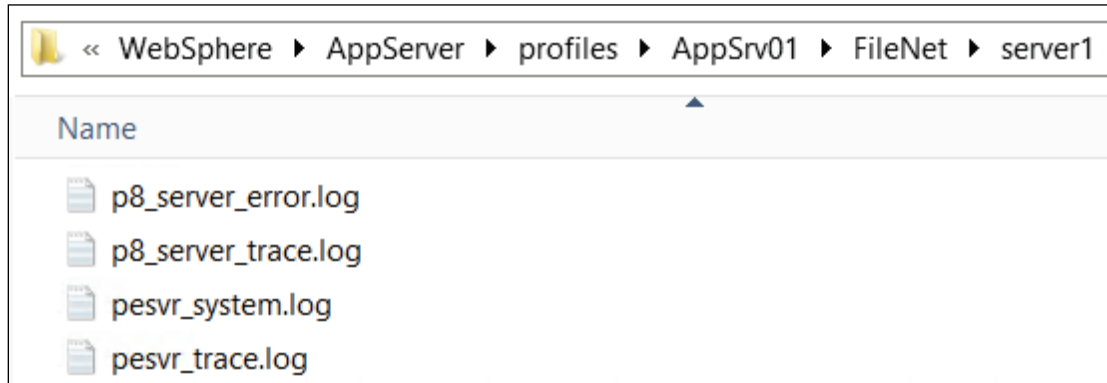 « WebSphere ▸ AppServer ▸ profiles ▸ AppSrv01 ▸ FileNet ▸ server1
Name
p8_server_error.log
p8_server_trace.log
pesvr_system.log
pesvr_trace.log